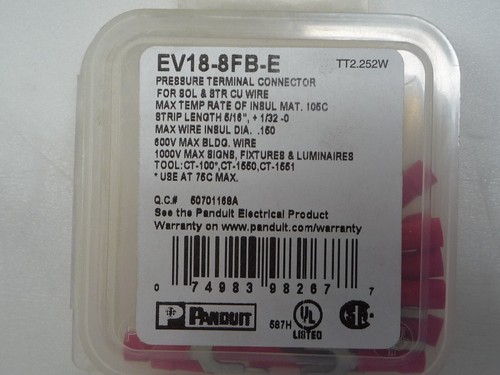 EV18-8FB-E TT2.252W
PRESSURE TERMINAL CONNECTOR
FOR SOL & STR CU WIRE
MAX TEMP RATE OF INSUL MAT. 105C
STRIP LENGTH 5/16", + 1/32 -0
MAX WIRE INSUL DIA. .150
600V MAX BLDG. WIRE
1000V MAX SIGNS, FIXTURES & LUMINAIRES
TOOL:CT-100*,CT-1550,CT-1551
* USE AT 75C MAX.
Q.C.# 50701158A
See the Panduit Electrical Product
Warranty on www.panduit.com/warranty
0 74983 98267 7
PANDUIT 587H UL LISTED SA